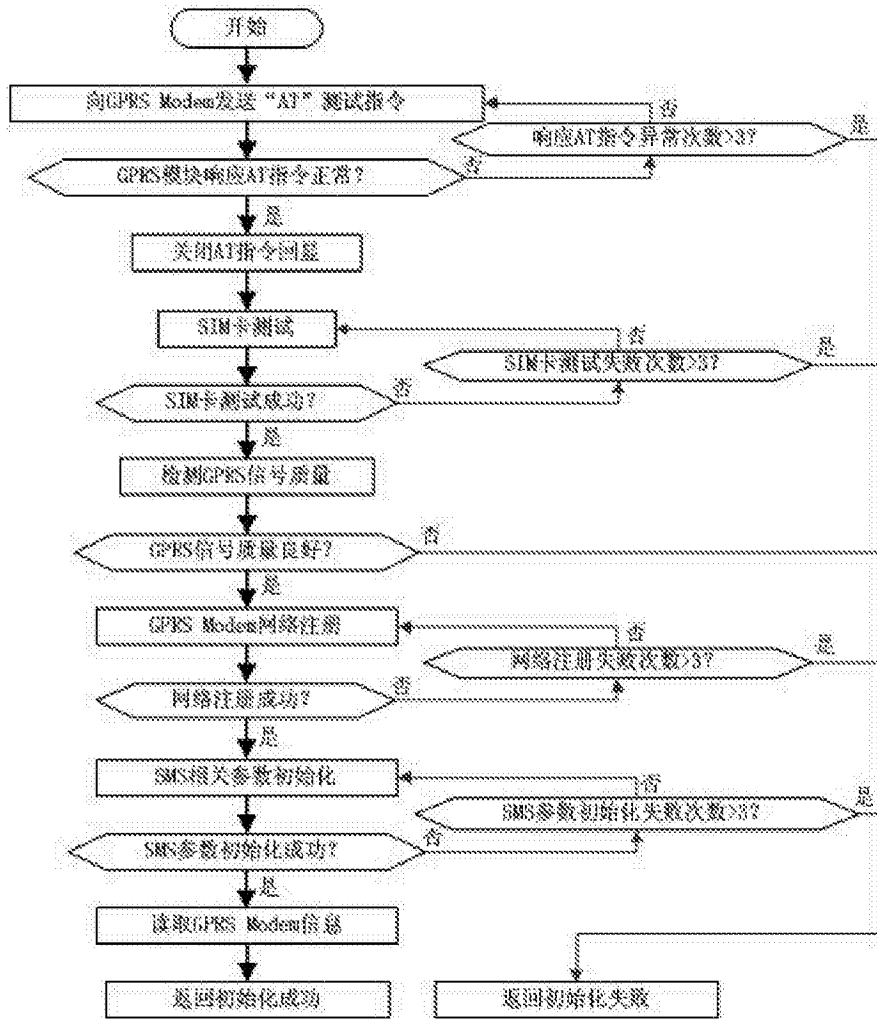 开始
向GPRS Modem发送“AT”测试指令
否
响应AT指令异常次数>3?
是
GPRS模块响应AT指令正常?
否
是
关闭AT指令回显
SIM卡测试
否
SIM卡测试失败次数>3?
是
SIM卡测试成功?
否
是
检测GPRS信号质量
GPRS信号质量良好?
否
是
GPRS Modem网络注册
否
网络注册失败次数>3?
是
网络注册成功?
否
是
SMS相关参数初始化
否
SMS参数初始化失败次数>3?
是
SMS参数初始化成功?
否
是
读取GPRS Modem信息
返回初始化成功
返回初始化失败